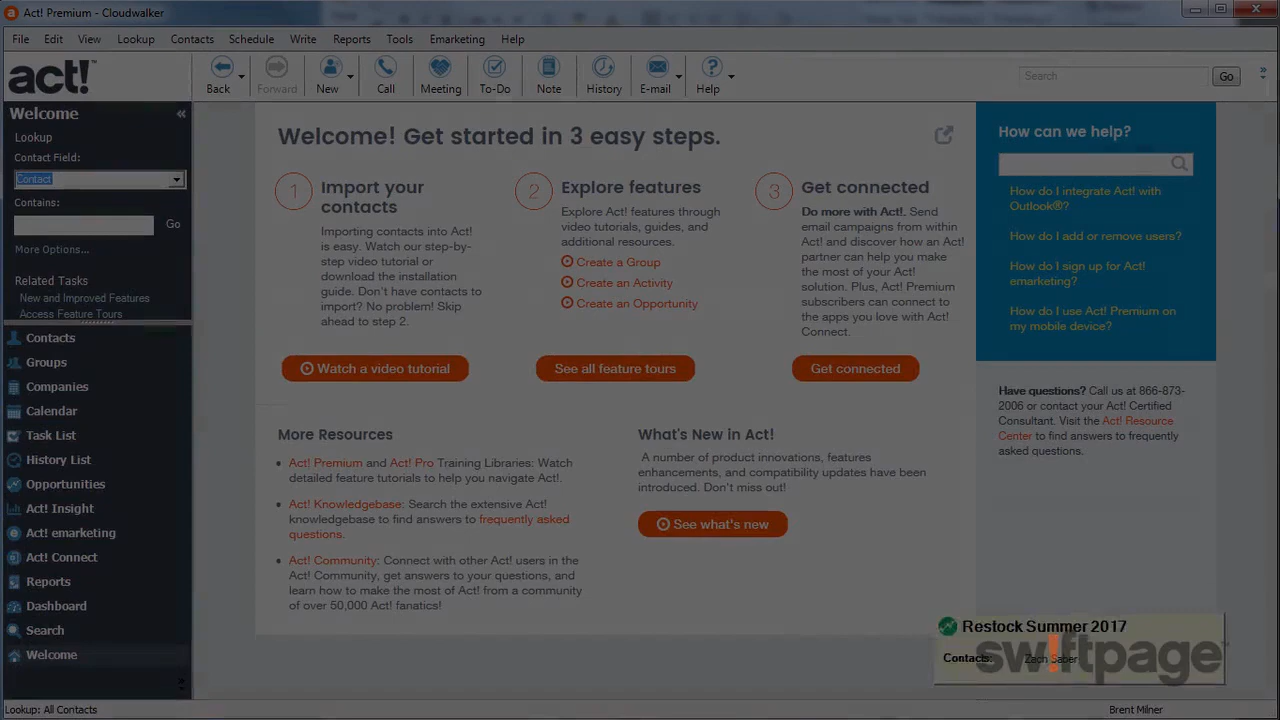 Act! Premium - Cloudwalker
File Edit View Lookup Contacts Schedule Write Reports Tools Emarketing Help
act!™
Back Forward New Call Meeting To-Do Note History E-mail Help
Search Go
Welcome
Lookup
Contact Field:
Contact
Contains:
Go
More Options...
Related Tasks
New and Improved Features
Access Feature Tours
Contacts
Groups
Companies
Calendar
Task List
History List
Opportunities
Act! Insight
Act! emarketing
Act! Connect
Reports
Dashboard
Search
Welcome
Welcome! Get started in 3 easy steps.
1
Import your
contacts
Importing contacts into Act!
is easy. Watch our step-by-
step video tutorial or
download the installation
guide. Don't have contacts to
import? No problem! Skip
ahead to step 2.
Watch a video tutorial
2
Explore features
Explore Act! features through
video tutorials, guides, and
additional resources.
Create a Group
Create an Activity
Create an Opportunity
See all feature tours
3
Get connected
Do more with Act!. Send
email campaigns from within
Act! and discover how an Act!
partner can help you make
the most of your Act!
solution. Plus, Act! Premium
subscribers can connect to
the apps you love with Act!
Connect.
Get connected
More Resources
Act! Premium and Act! Pro Training Libraries: Watch
detailed feature tutorials to help you navigate Act!.
Act! Knowledgebase: Search the extensive Act!
knowledgebase to find answers to frequently asked
questions.
Act! Community: Connect with other Act! users in the
Act! Community, get answers to your questions, and
learn how to make the most of Act! from a community
of over 50,000 Act! fanatics!
What's New in Act!
A number of product innovations, features
enhancements, and compatibility updates have been
introduced. Don't miss out!
See what's new
How can we help?
How do I integrate Act! with
Outlook®?
How do I add or remove users?
How do I sign up for Act!
emarketing?
How do I use Act! Premium on
my mobile device?
Have questions? Call us at 866-873-
2006 or contact your Act! Certified
Consultant. Visit the Act! Resource
Center to find answers to frequently
asked questions.
Restock Summer 2017
Contacts: Zach Saber
swiftpage
Lookup: All Contacts
Brent Milner